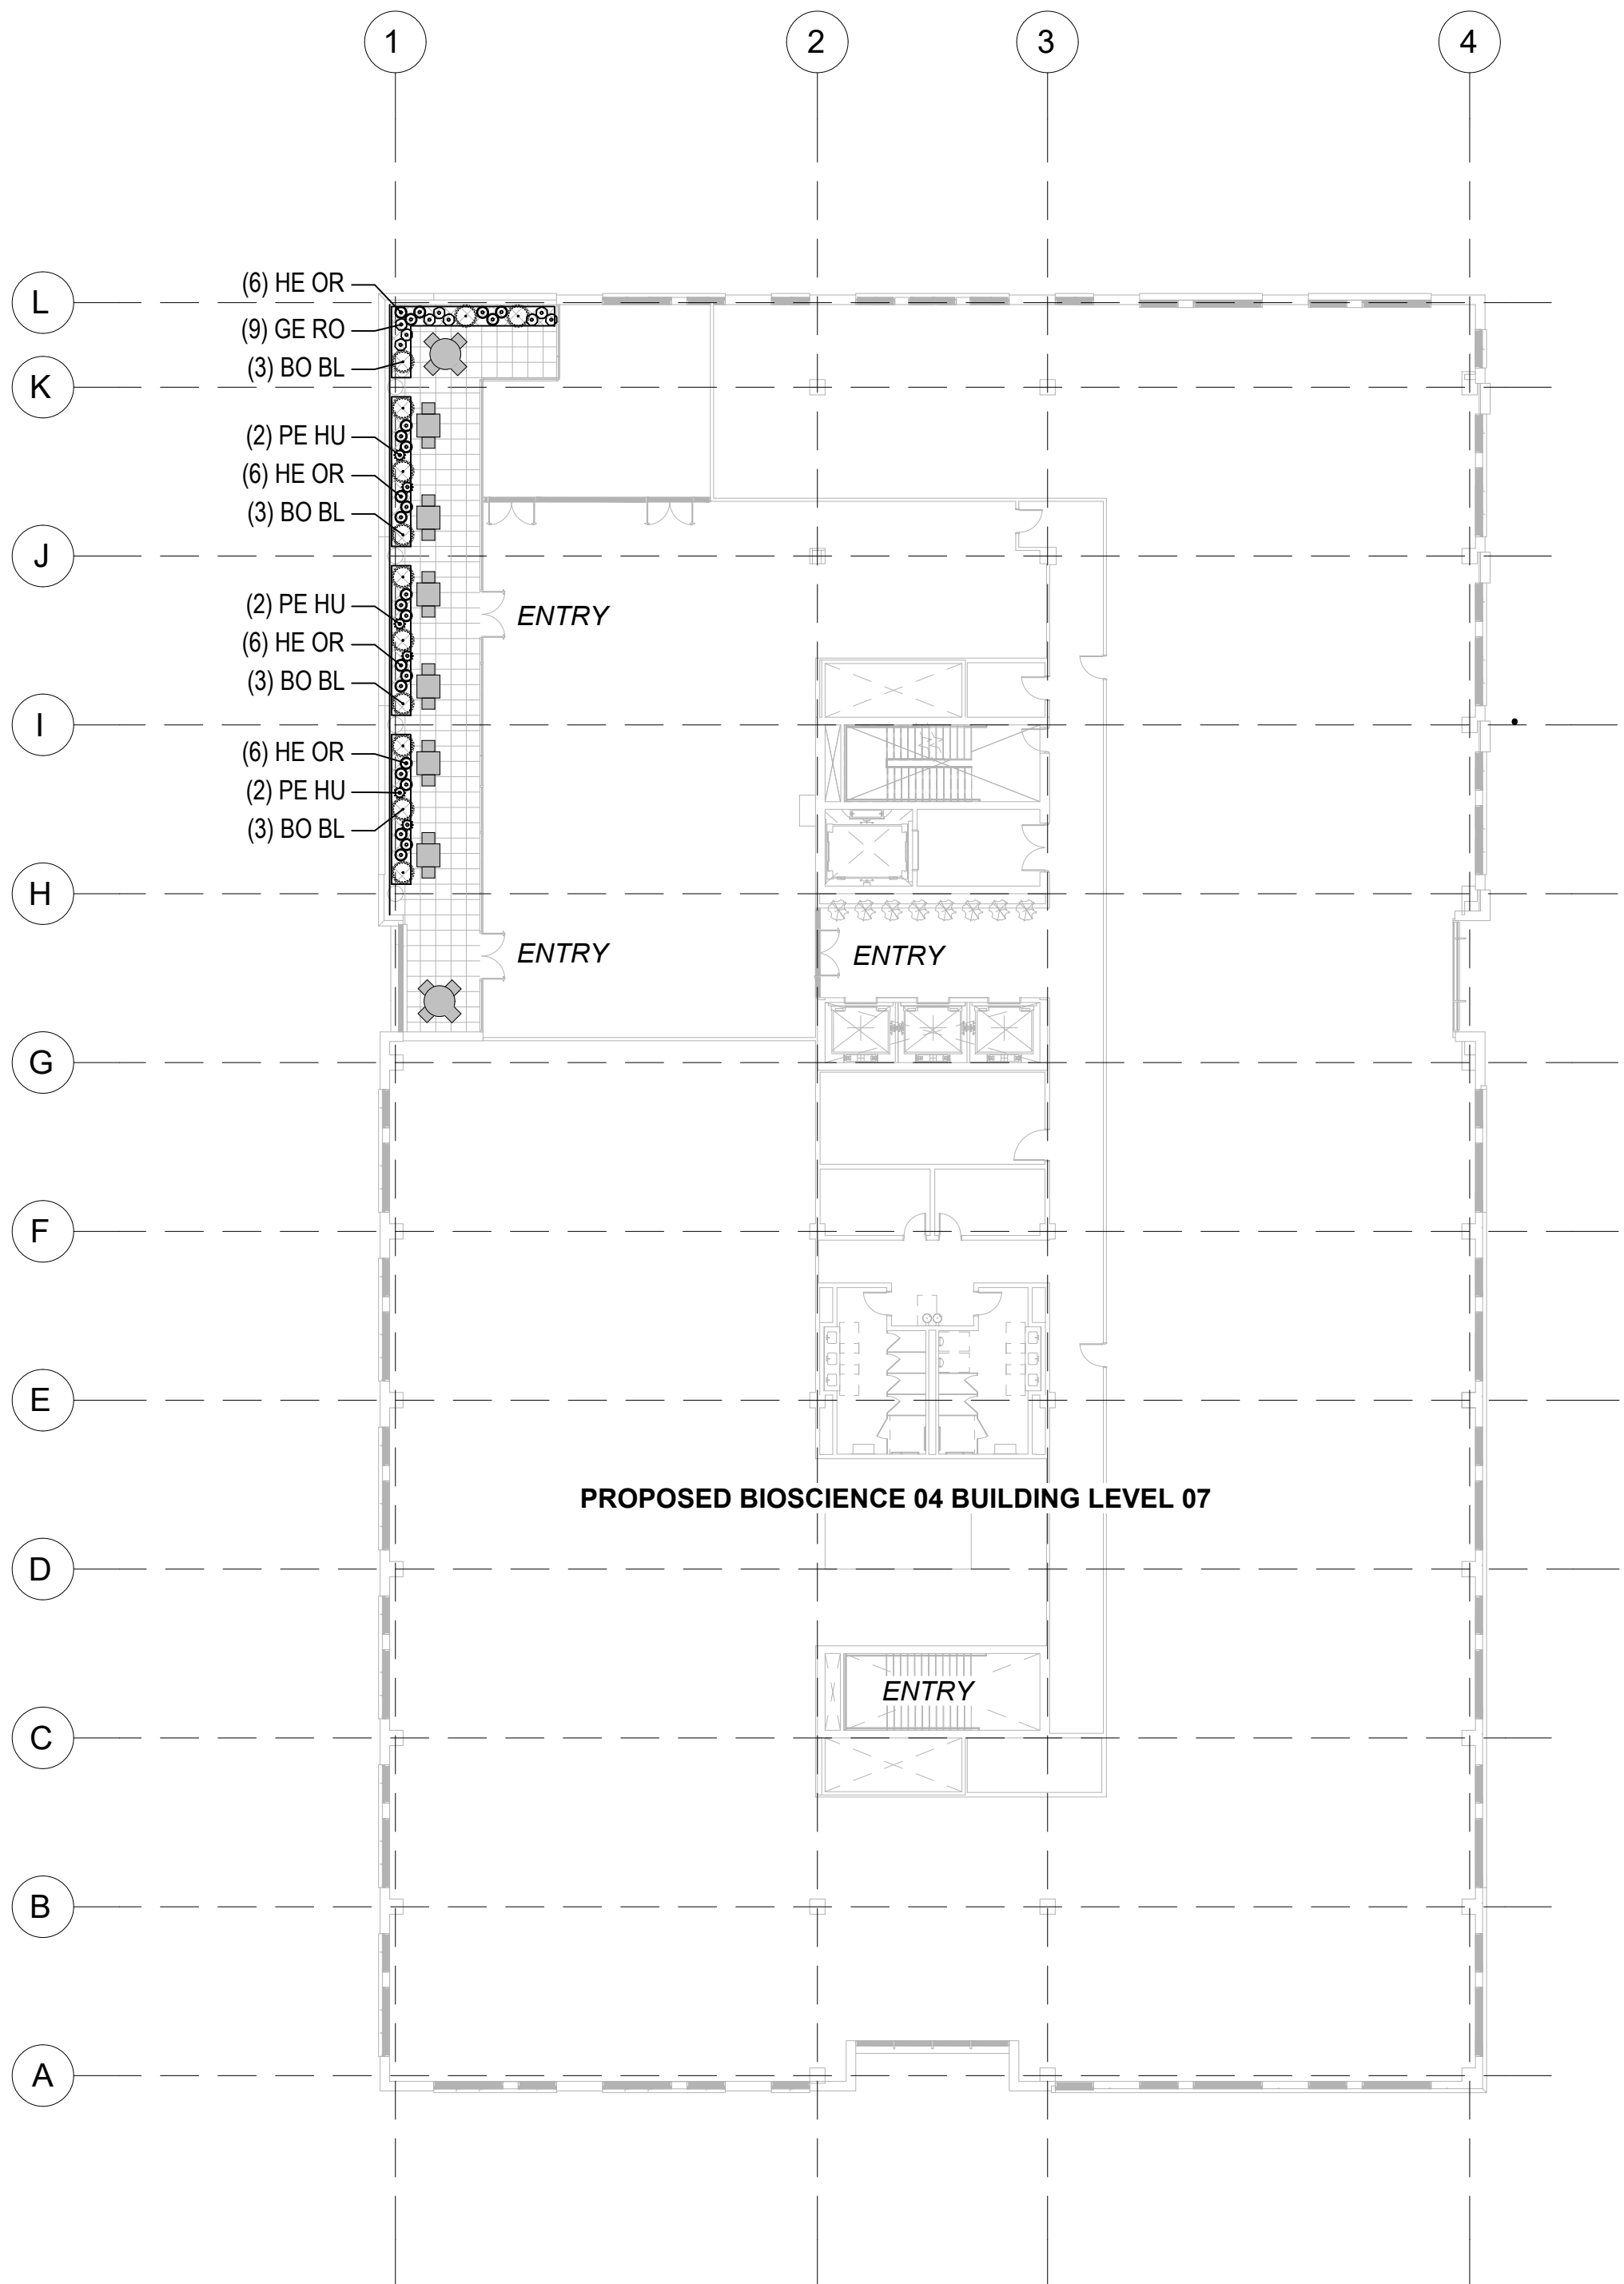 1
2
3
4
L
(6) HE OR
(9) GE RO
(3) BO BL
K
(2) PE HU
(6) HE OR
(3) BO BL
J
(2) PE HU
ENTRY
(6) HE OR
(3) BO BL
I
(6) HE OR
(2) PE HU
(3) BO BL
H
ENTRY
ENTRY
G
F
E
PROPOSED BIOSCIENCE 04 BUILDING LEVEL 07
D
ENTRY
C
B
A